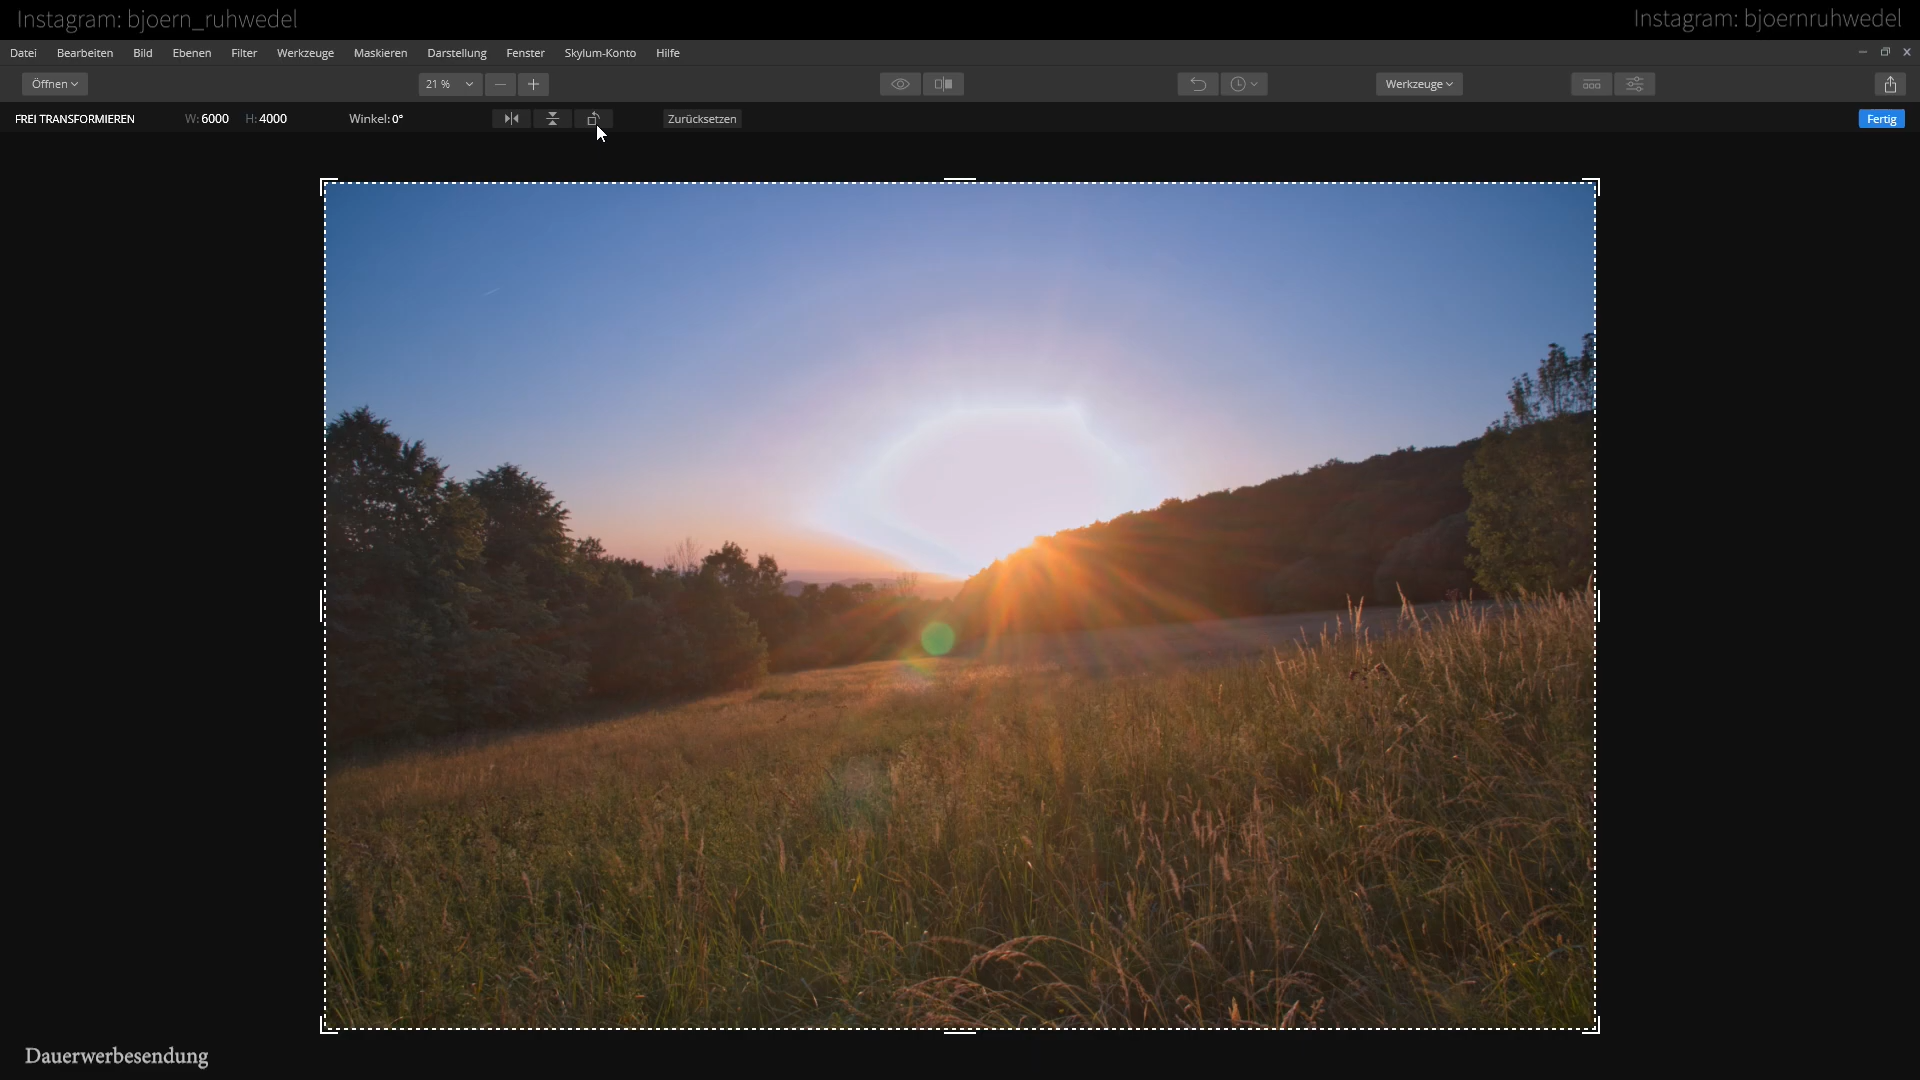 Instagram: bjoern_ruhwedel
Instagram: bjoernruhwedel
Datei Bearbeiten Bild Ebenen Filter Werkzeuge Maskieren Darstellung Fenster Skylum-Konto Hilfe
Öffnen 21 % Werkzeuge
FREI TRANSFORMIEREN W: 6000 H: 4000 Winkel: 0° Zurücksetzen Fertig
Dauerwerbesendung